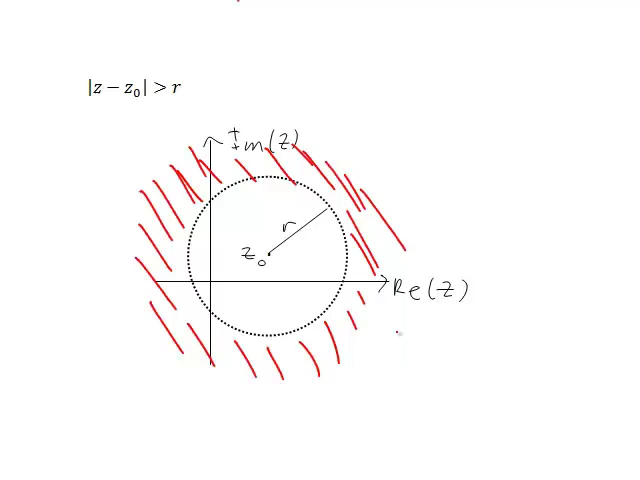 |z − z₀| > r
Im(z)
r
z₀
Re(z)